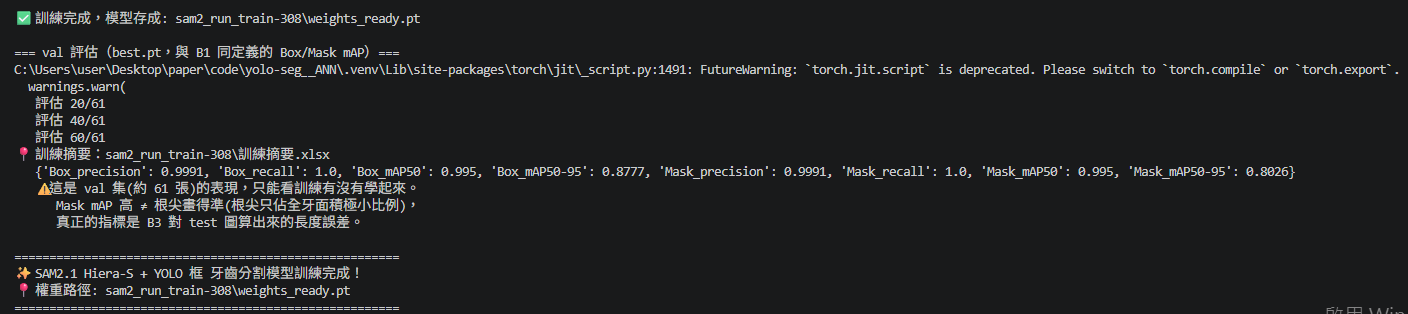 ✅ 訓練完成，模型存成: sam2_run_train-308\weights_ready.pt
=== val 評估（best.pt，與 B1 同定義的 Box/Mask mAP）===
C:\Users\user\Desktop\paper\code\yolo-seg__ANN\.venv\Lib\site-packages\torch\jit\_script.py:1491: FutureWarning: `torch.jit.script` is deprecated. Please switch to `torch.compile` or `torch.export`.
warnings.warn(
評估 20/61
評估 40/61
評估 60/61
📍 訓練摘要：sam2_run_train-308\訓練摘要.xlsx
{'Box_precision': 0.9991, 'Box_recall': 1.0, 'Box_mAP50': 0.995, 'Box_mAP50-95': 0.8777, 'Mask_precision': 0.9991, 'Mask_recall': 1.0, 'Mask_mAP50': 0.995, 'Mask_mAP50-95': 0.8026}
⚠️這是 val 集(約 61 張)的表現，只能看訓練有沒有學起來。
Mask mAP 高 ≠ 根尖畫得準(根尖只佔全牙面積極小比例)，
真正的指標是 B3 對 test 圖算出來的長度誤差。
=======================================================
✨ SAM2.1 Hiera-S + YOLO 框 牙齒分割模型訓練完成！
📍 權重路徑: sam2_run_train-308\weights_ready.pt
=======================================================